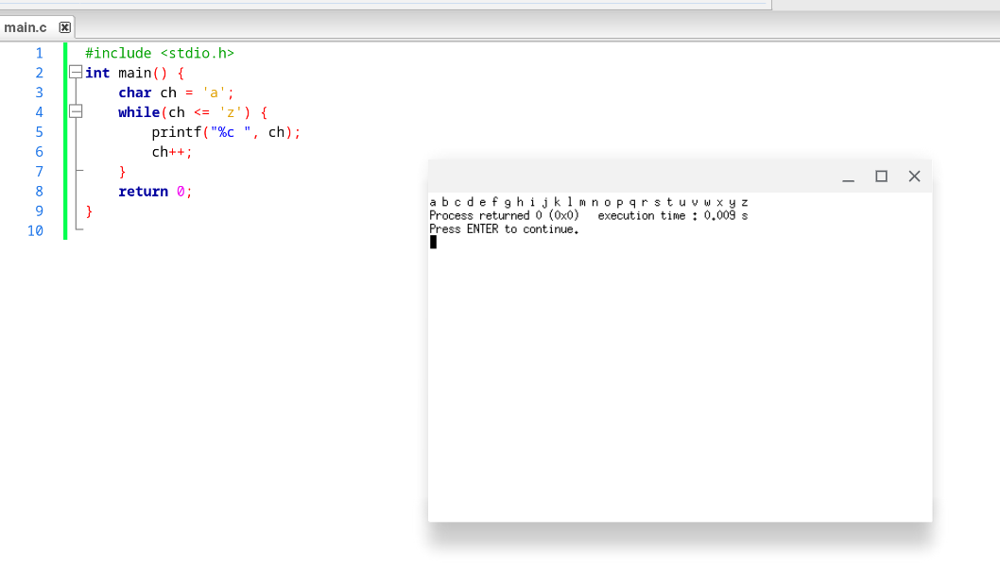 main.c
1 #include <stdio.h>
2 int main() {
3 char ch = 'a';
4 while(ch <= 'z') {
5 printf("%c ", ch);
6 ch++;
7 }
8 return 0;
9 }
10
a b c d e f g h i j k l m n o p q r s t u v w x y z
Process returned 0 (0x0) execution time : 0.009 s
Press ENTER to continue.